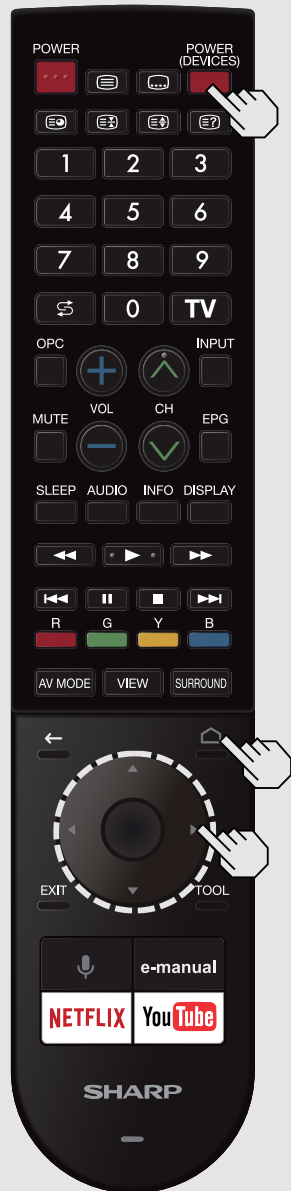 POWER
POWER
(DEVICES)
1 2 3
4 5 6
7 8 9
0 TV
OPC INPUT
VOL CH
MUTE EPG
SLEEP AUDIO INFO DISPLAY
R G Y B
AV MODE VIEW SURROUND
EXIT TOOL
e-manual
NETFLIX YouTube
SHARP